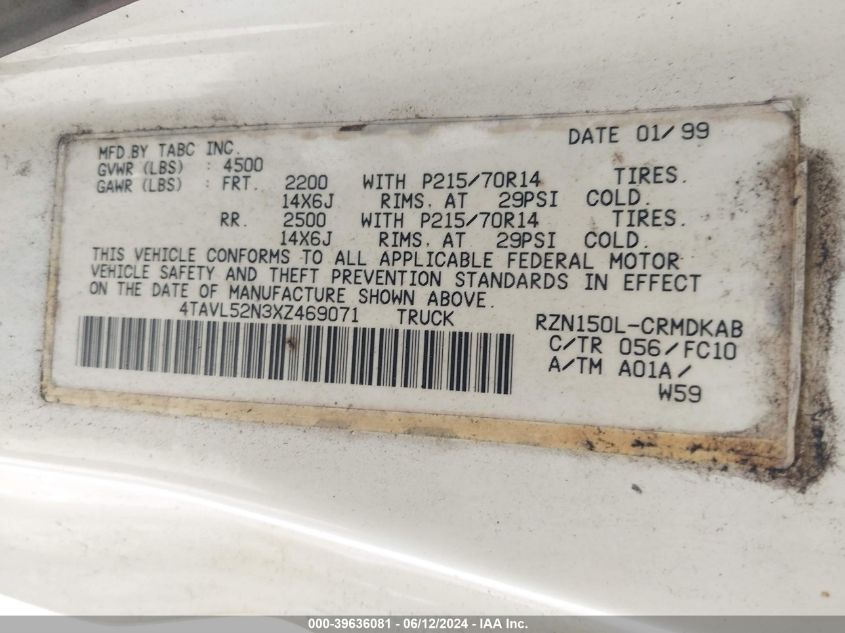 DATE 01/99
MFD.BY TABC INC.
GVWR (LBS) : 4500
GAWR (LBS) : FRT. 2200 WITH P215/70R14 TIRES.
14X6J RIMS, AT 29PSI COLD.
RR. 2500 WITH P215/70R14 TIRES.
14X6J RIMS, AT 29PSI COLD.
THIS VEHICLE CONFORMS TO ALL APPLICABLE FEDERAL MOTOR
VEHICLE SAFETY AND THEFT PREVENTION STANDARDS IN EFFECT
ON THE DATE OF MANUFACTURE SHOWN ABOVE.
4TAVL52N3XZ469071 TRUCK RZN150L-CRMDKAB
C/TR 056/FC10
A/TM A01A/
W59
000-39636081 - 06/12/2024 - IAA Inc.